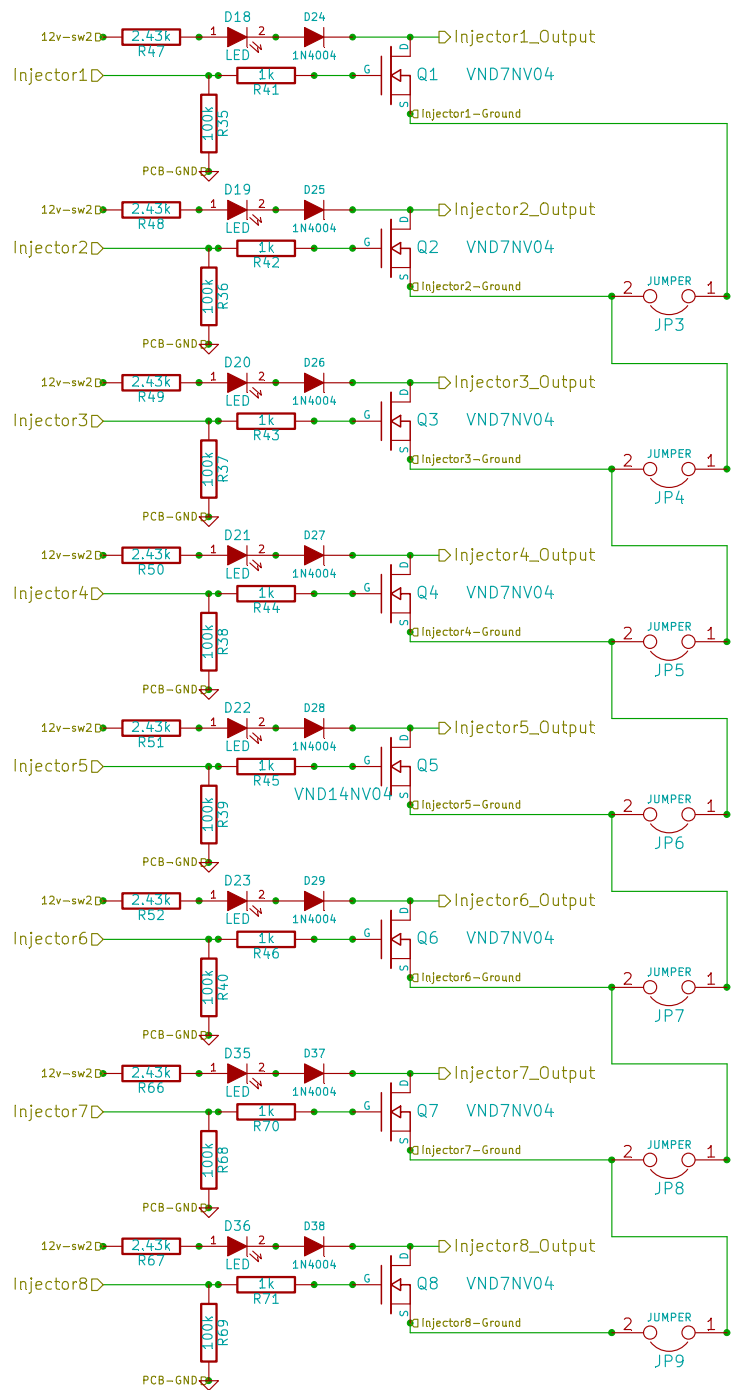 D18 D24
12v-sw2 2.43k 1 2 Injector1_Output
R47 LED 1N4004 D
Injector1 1k G Q1 VND7NV04
R41 S
100k R35 Injector1-Ground
PCB-GND
D19 D25
12v-sw2 2.43k 1 2 Injector2_Output
R48 LED 1N4004 D
Injector2 1k G Q2 VND7NV04
R42 S
100k R36 Injector2-Ground JUMPER
2 1
JP3
PCB-GND
D20 D26
12v-sw2 2.43k 1 2 Injector3_Output
R49 LED 1N4004 D
Injector3 1k G Q3 VND7NV04
R43 S
100k R37 Injector3-Ground JUMPER
2 1
JP4
PCB-GND
D21 D27
12v-sw2 2.43k 1 2 Injector4_Output
R50 LED 1N4004 D
Injector4 1k G Q4 VND7NV04
R44 S
100k R38 Injector4-Ground JUMPER
2 1
JP5
PCB-GND
D22 D28
12v-sw2 2.43k 1 2 Injector5_Output
R51 LED 1N4004 D
Injector5 1k G Q5
R45 VND14NV04 S
100k R39 Injector5-Ground JUMPER
2 1
JP6
PCB-GND
D23 D29
12v-sw2 2.43k 1 2 Injector6_Output
R52 LED 1N4004 D
Injector6 1k G Q6 VND7NV04
R46 S
100k R40 Injector6-Ground JUMPER
2 1
JP7
PCB-GND
D35 D37
12v-sw2 2.43k 1 2 Injector7_Output
R66 LED 1N4004 D
Injector7 1k G Q7 VND7NV04
R70 S
100k R68 Injector7-Ground JUMPER
2 1
JP8
PCB-GND
D36 D38
12v-sw2 2.43k 1 2 Injector8_Output
R67 LED 1N4004 D
Injector8 1k G Q8 VND7NV04
R71 S
100k R69 Injector8-Ground JUMPER
2 1
JP9
PCB-GND